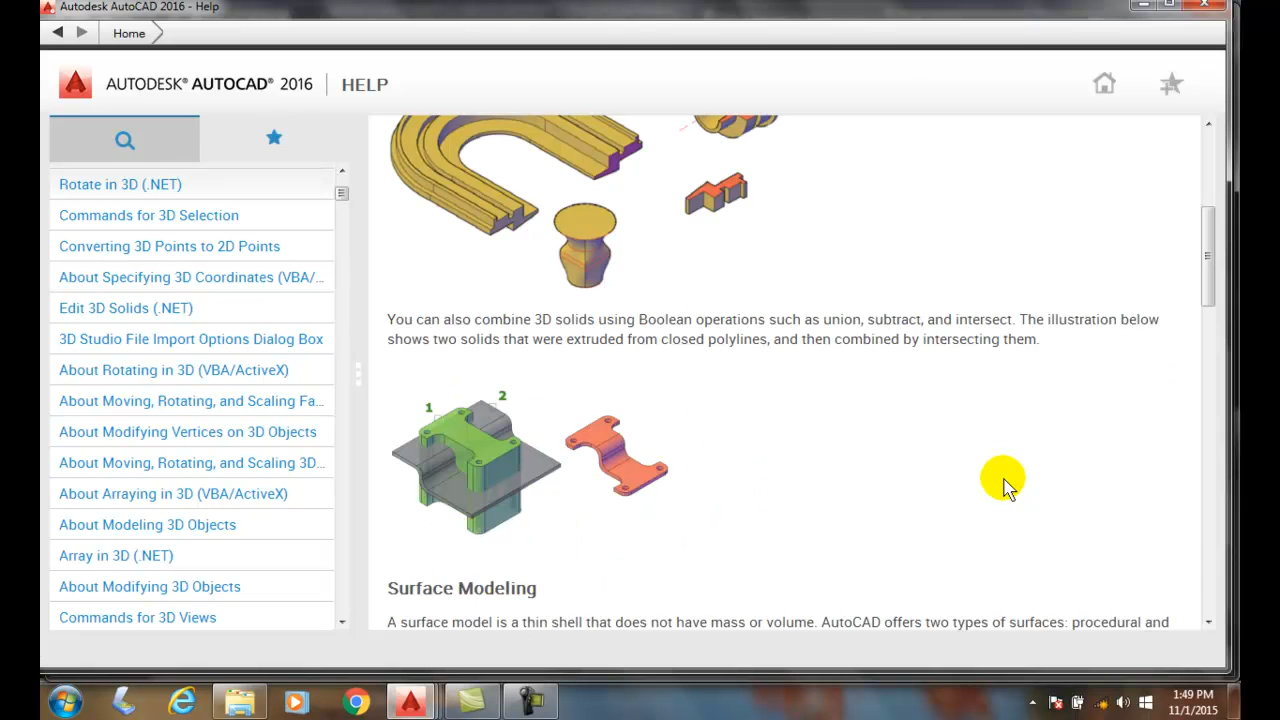 Autodesk AutoCAD 2016 - Help
Home
AUTODESK® AUTOCAD® 2016 | HELP
Rotate in 3D (.NET)
Commands for 3D Selection
Converting 3D Points to 2D Points
About Specifying 3D Coordinates (VBA/...
Edit 3D Solids (.NET)
3D Studio File Import Options Dialog Box
About Rotating in 3D (VBA/ActiveX)
About Moving, Rotating, and Scaling Fa...
About Modifying Vertices on 3D Objects
About Moving, Rotating, and Scaling 3D...
About Arraying in 3D (VBA/ActiveX)
About Modeling 3D Objects
Array in 3D (.NET)
About Modifying 3D Objects
Commands for 3D Views
You can also combine 3D solids using Boolean operations such as union, subtract, and intersect. The illustration below
shows two solids that were extruded from closed polylines, and then combined by intersecting them.
1
2
Surface Modeling
A surface model is a thin shell that does not have mass or volume. AutoCAD offers two types of surfaces: procedural and
1:49 PM
11/1/2015